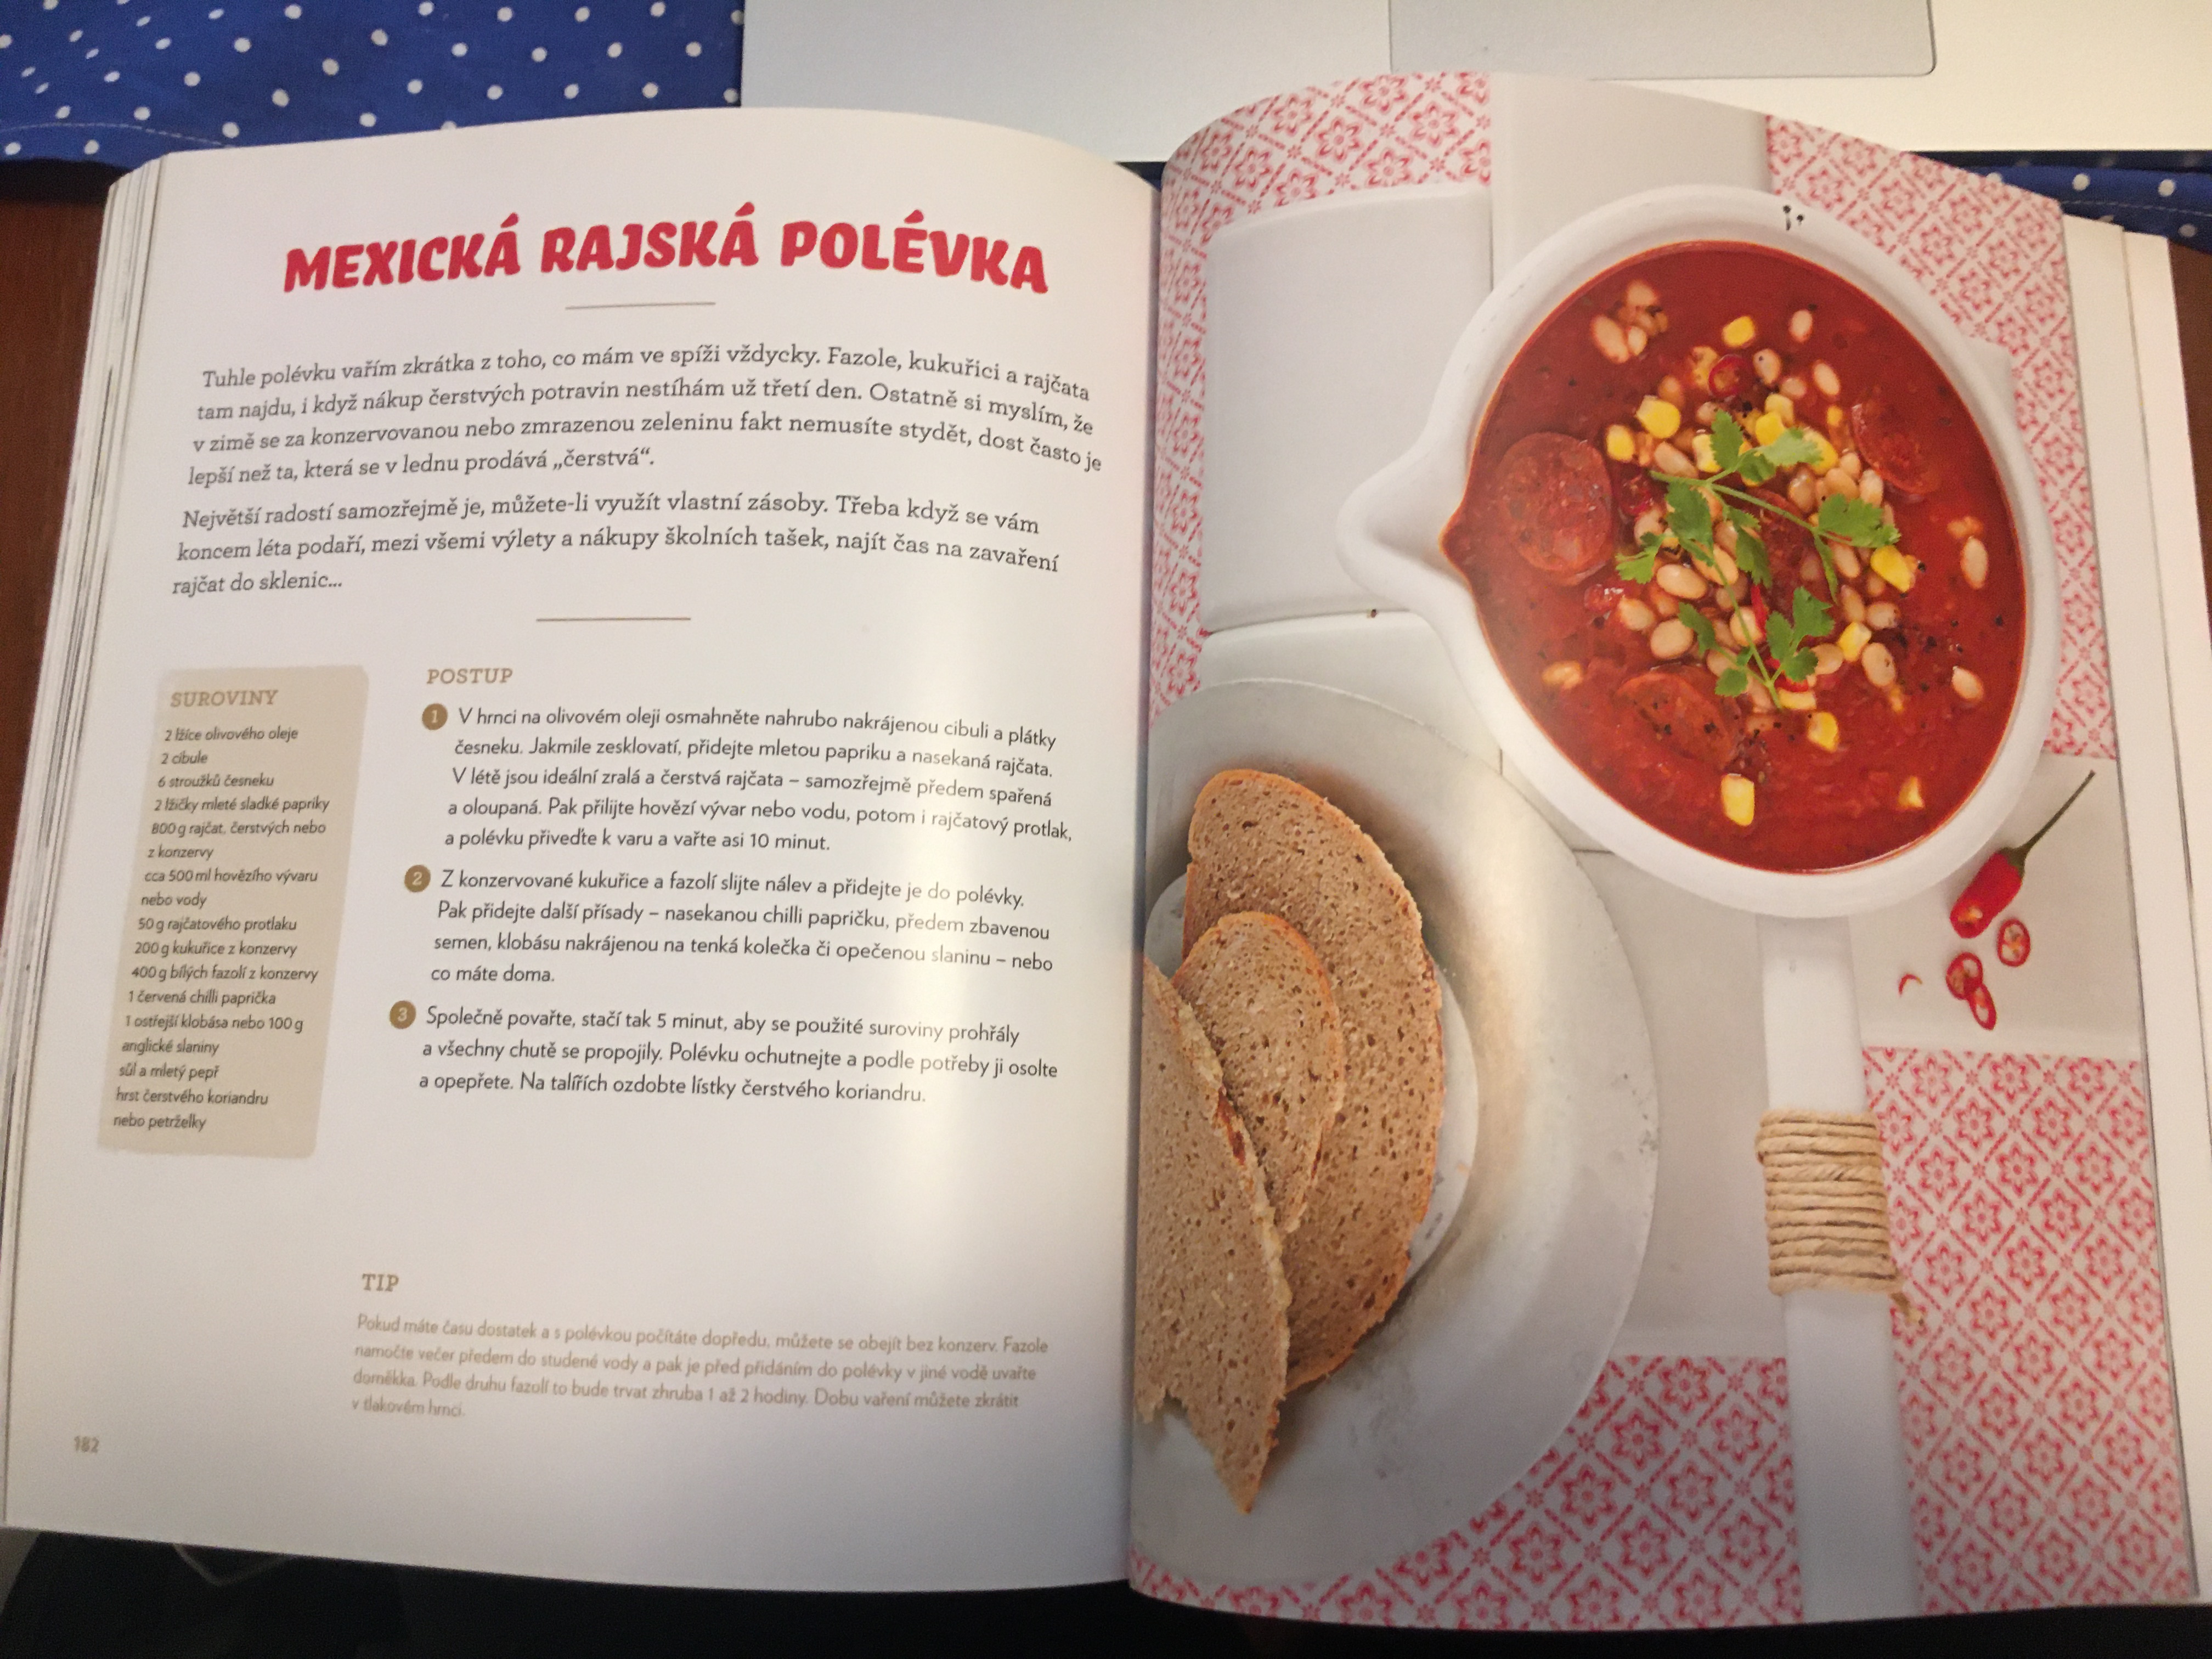 MEXICKÁ RAJSKÁ POLÉVKA
Tuhle polévku vařím zkrátka z toho, co mám ve spíži vždycky. Fazole, kukuřici a rajčata
tam najdu, i když nákup čerstvých potravin nestíhám už třetí den. Ostatně si myslím, že
v zimě se za konzervovanou nebo zmrazenou zeleninu fakt nemusíte stydět, dost často je
lepší než ta, která se v lednu prodává „čerstvá“.
Největší radostí samozřejmě je, můžete-li využít vlastní zásoby. Třeba když se vám
koncem léta podaří, mezi všemi výlety a nákupy školních tašek, najít čas na zavaření
rajčat do sklenic...
SUROVINY
2 lžíce olivového oleje
2 cibule
6 stroužků česneku
2 lžičky mleté sladké papriky
800 g rajčat, čerstvých nebo
z konzervy
cca 500 ml hovězího vývaru
nebo vody
50 g rajčatového protlaku
200 g kukuřice z konzervy
400 g bílých fazolí z konzervy
1 červená chilli paprička
1 ostřejší klobása nebo 100 g
anglické slaniny
sůl a mletý pepř
hrst čerstvého koriandru
nebo petrželky
POSTUP
1 V hrnci na olivovém oleji osmahněte nahrubo nakrájenou cibuli a plátky
česneku. Jakmile zesklovatí, přidejte mletou papriku a nasekaná rajčata.
V létě jsou ideální zralá a čerstvá rajčata – samozřejmě předem spařená
a oloupaná. Pak přilijte hovězí vývar nebo vodu, potom i rajčatový protlak,
a polévku přiveďte k varu a vařte asi 10 minut.
2 Z konzervované kukuřice a fazolí slijte nálev a přidejte je do polévky.
Pak přidejte další přísady – nasekanou chilli papričku, předem zbavenou
semen, klobásu nakrájenou na tenká kolečka či opečenou slaninu – nebo
co máte doma.
3 Společně povařte, stačí tak 5 minut, aby se použité suroviny prohřály
a všechny chutě se propojily. Polévku ochutnejte a podle potřeby ji osolte
a opepřete. Na talířích ozdobte lístky čerstvého koriandru.
TIP
Pokud máte času dostatek a s polévkou počítáte dopředu, můžete se obejít bez konzerv. Fazole
namočte večer předem do studené vody a pak je před přidáním do polévky v jiné vodě uvařte
doměkka. Podle druhu fazolí to bude trvat zhruba 1 až 2 hodiny. Dobu vaření můžete zkrátit
v tlakovém hrnci.
182